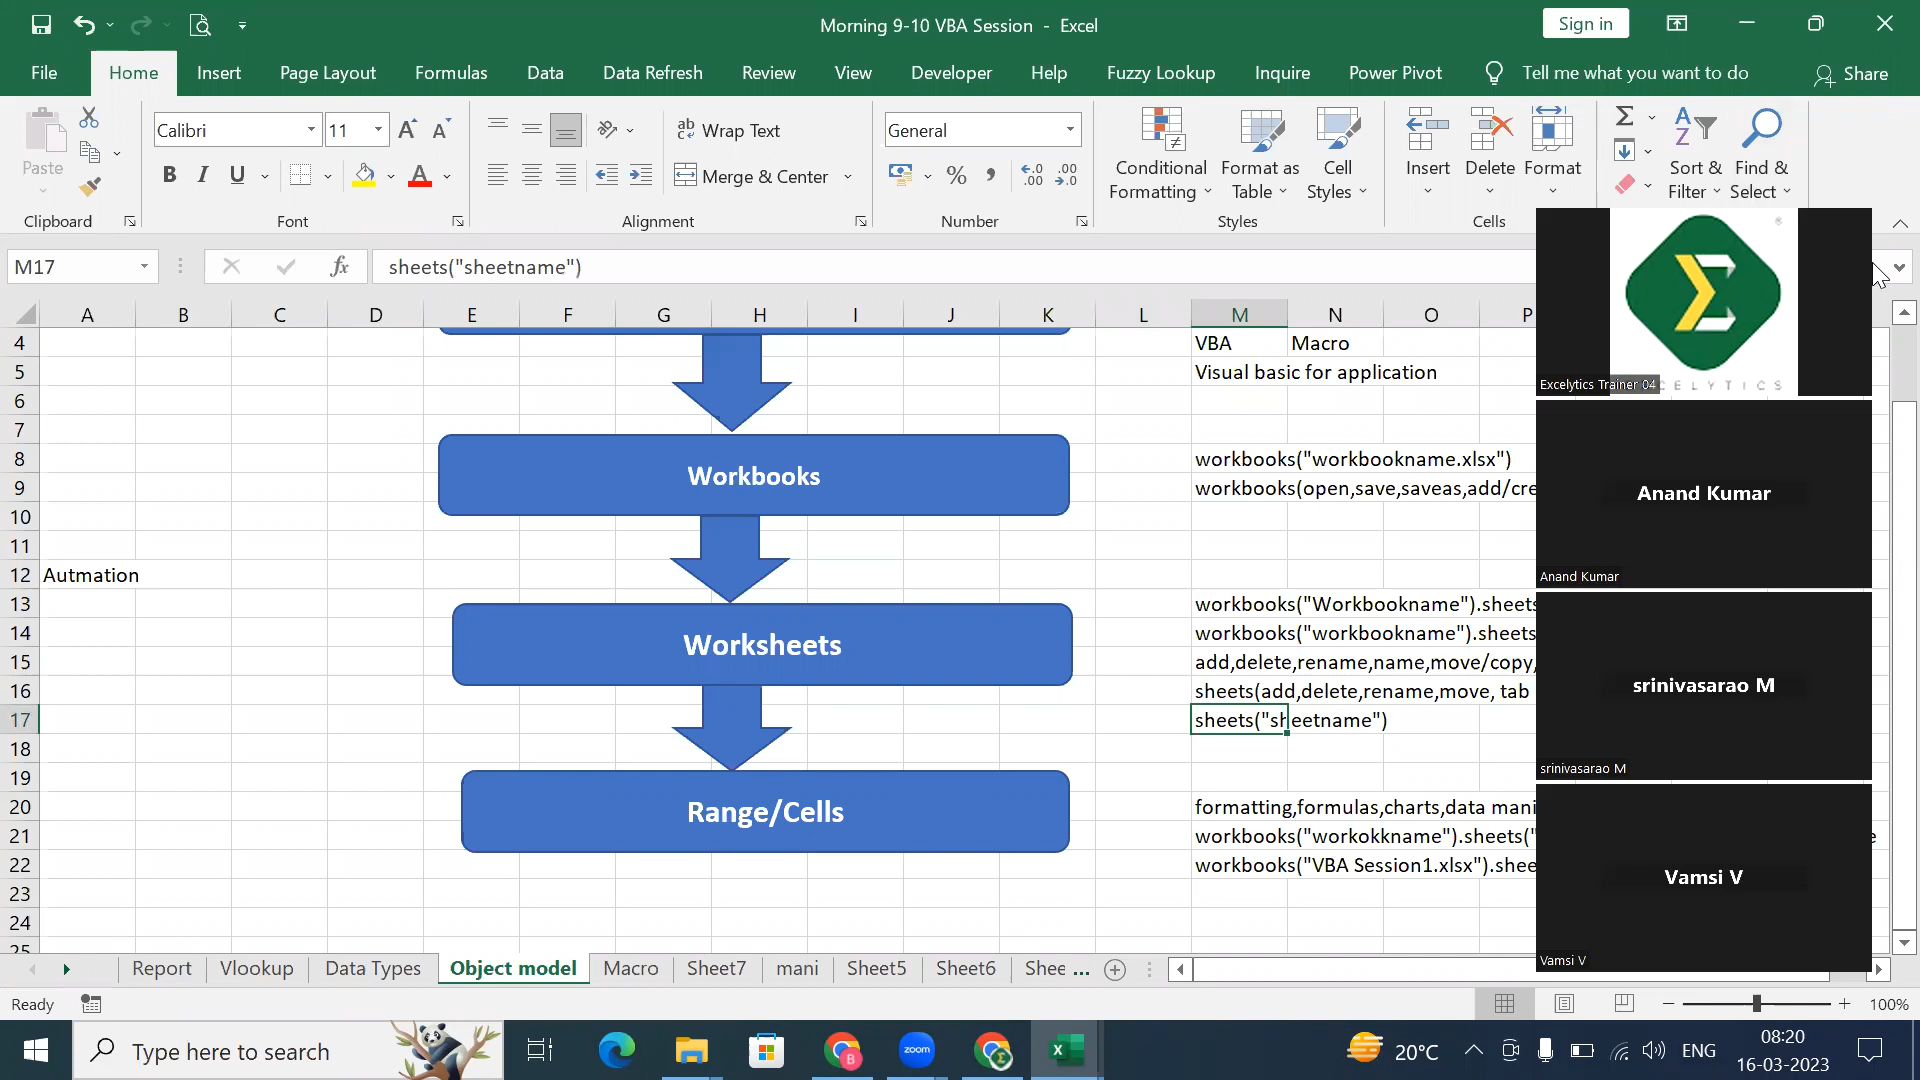 Morning 9-10 VBA Session - Excel
Sign in
File Home Insert Page Layout Formulas Data Data Refresh Review View Developer Help Fuzzy Lookup Inquire Power Pivot Tell me what you want to do Share
Paste
Clipboard
Calibri 11
B I U
Font
Wrap Text
Merge & Center
Alignment
General
Number
Conditional Formatting
Format as Table
Cell Styles
Styles
Insert Delete Format
Cells
Sort & Filter
Find & Select
M17
fx
sheets("sheetname")
A B C D E F G H I J K L M N O P
4 VBA Macro
5 Visual basic for application
6
7
8 Workbooks workbooks("workbookname.xlsx")
9 workbooks(open,save,saveas,add/cre
10
11
12 Autmation
13 workbooks("Workbookname").sheets
14 Worksheets workbooks("workbookname").sheets
15 add,delete,rename,name,move/copy,
16 sheets(add,delete,rename,move, tab
17 sheets("sheetname")
18
19
20 Range/Cells formatting,formulas,charts,data mani
21 workbooks("workokkname").sheets("
22 workbooks("VBA Session1.xlsx").shee
23
24
25
Excelytics Trainer 04
ELYTICS
Anand Kumar
Anand Kumar
srinivasarao M
srinivasarao M
Vamsi V
Vamsi V
Report Vlookup Data Types Object model Macro Sheet7 mani Sheet5 Sheet6 Shee ...
Ready
100%
Type here to search
zoom
20°C
ENG
08:20
16-03-2023